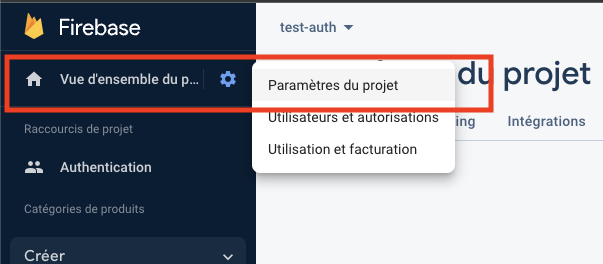 Firebase
test-auth
Vue d'ensemble du p...
du projet
Paramètres du projet
Raccourcis de projet
Utilisateurs et autorisations
Intégrations
Authentication
Utilisation et facturation
Catégories de produits
Créer